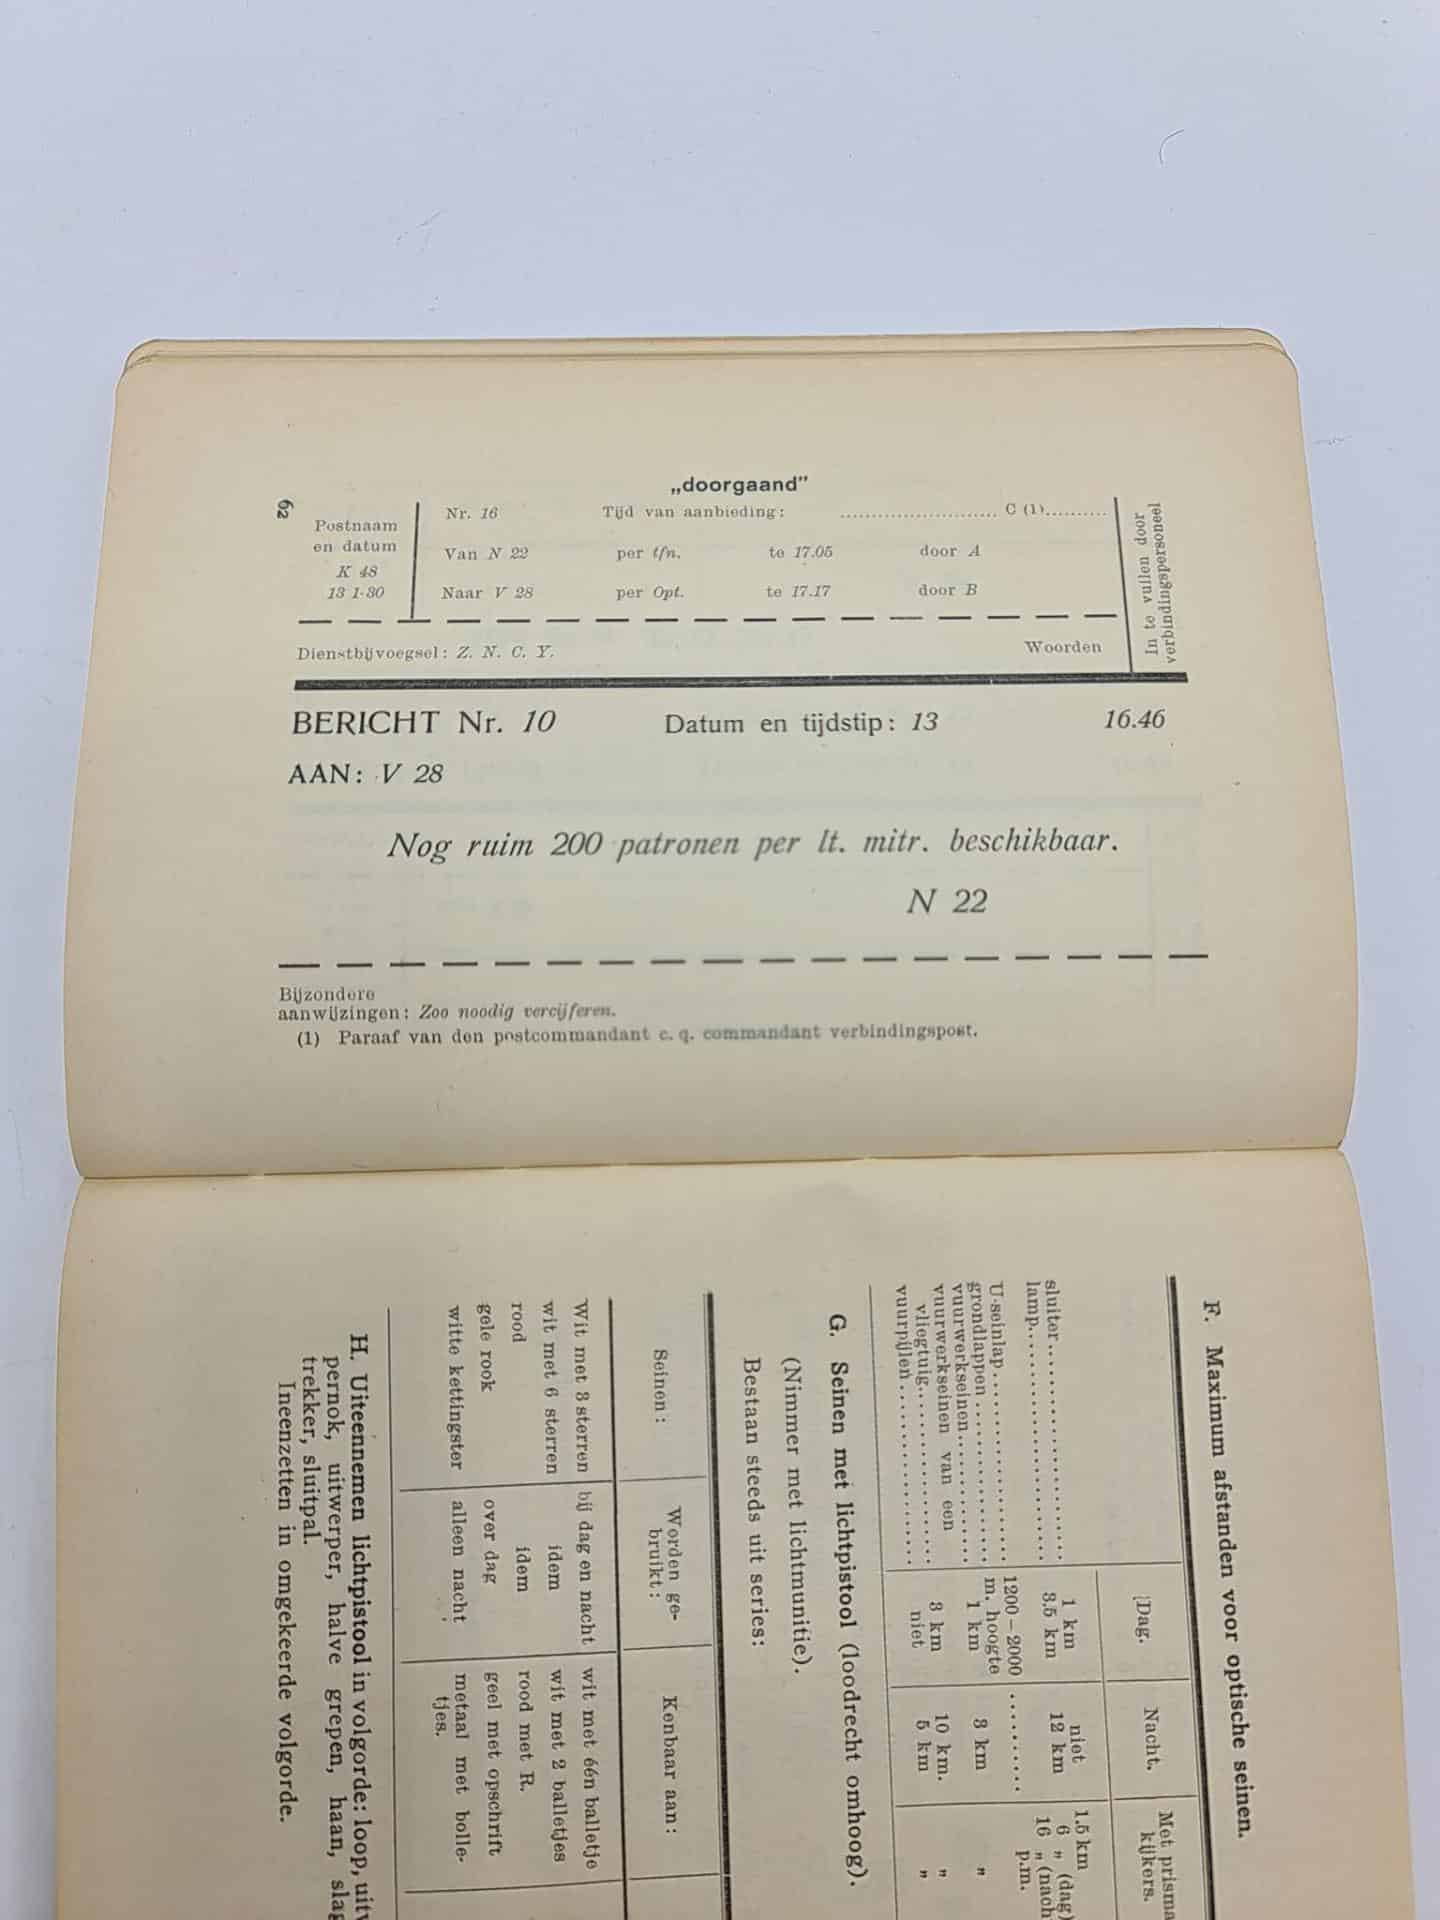 62
„doorgaand"
Postnaam
en datum
K 48
13 1-30
Nr. 16 Tijd van aanbieding: .......................... C (1)..........
Van N 22 per tfn. te 17.05 door A
Naar V 28 per Opt. te 17.17 door B
In te vullen door
verbindingspersoneel
Dienstbijvoegsel: Z. N. C. Y. Woorden
BERICHT Nr. 10 Datum en tijdstip: 13 16.46
AAN: V 28
Nog ruim 200 patronen per lt. mitr. beschikbaar.
N 22
Bijzondere
aanwijzingen: Zoo noodig vercijferen.
(1) Paraaf van den postcommandant c. q. commandant verbindingspost.
F. Maximum afstanden voor optische seinen.
Dag. Nacht. Met prisma
kijkers.
sluiter........................ 1 km niet 1.5 km
lamp........................ 3.5 km 12 km 6 „ (dag)
16 „ (nach
p.m.
U-seinlap..................... 1200–2000 ..........
m. hoogte
grondlappen.................. 1 km 3 km „
vuurwerkseinen...............
vuurwerkseinen van een
vliegtuig..................... 3 km 10 km. „
vuurpijlen..................... niet 5 km „
G. Seinen met lichtpistool (loodrecht omhoog).
(Nimmer met lichtmunitie).
Bestaan steeds uit series:
Seinen: Worden ge-
bruikt: Kenbaar aan:
Wit met 3 sterren bij dag en nacht wit met één balletje
wit met 6 sterren idem wit met 2 balletjes
rood idem rood met R.
gele rook over dag geel met opschrift
witte kettingster alleen nacht metaal met bolle-
tjes.
H. Uiteennemen lichtpistool in volgorde: loop, uitw
pernok, uitwerper, halve grepen, haan, slag
trekker, sluitpal.
Ineenzetten in omgekeerde volgorde.